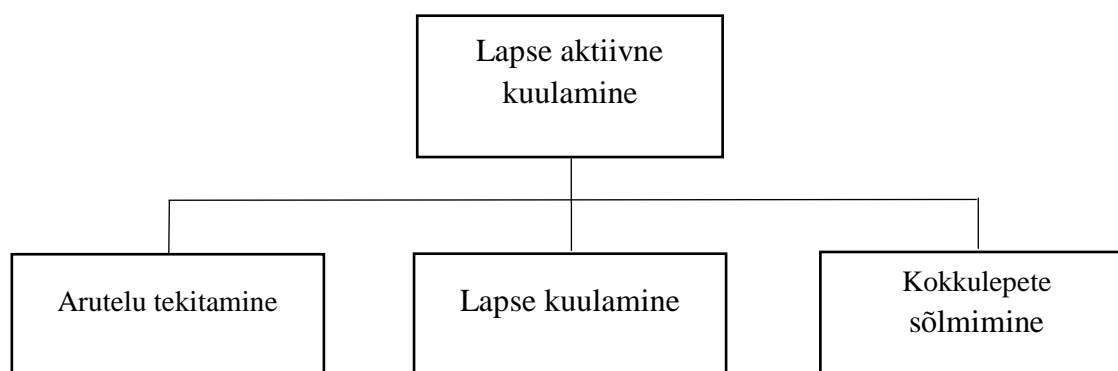 Lapse aktiivne
kuulamine
Arutelu tekitamine
Lapse kuulamine
Kokkulepete
sõlmimine